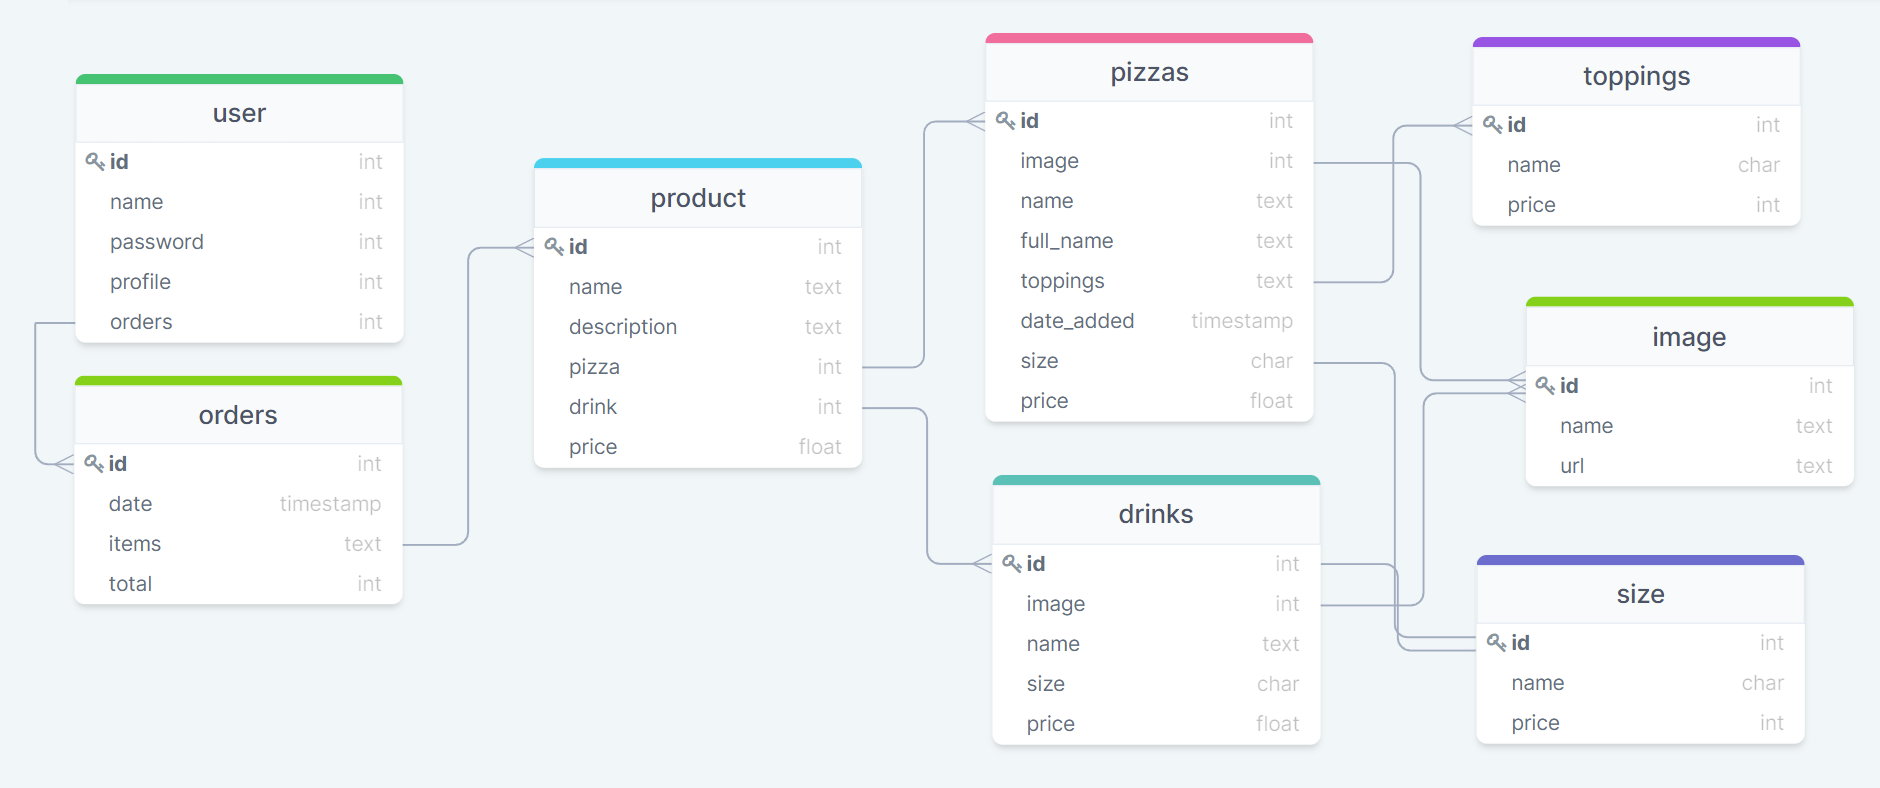 user
id int
name int
password int
profile int
orders int
orders
id int
date timestamp
items text
total int
product
id int
name text
description text
pizza int
drink int
price float
pizzas
id int
image int
name text
full_name text
toppings text
date_added timestamp
size char
price float
drinks
id int
image int
name text
size char
price float
toppings
id int
name char
price int
image
id int
name text
url text
size
id int
name char
price int